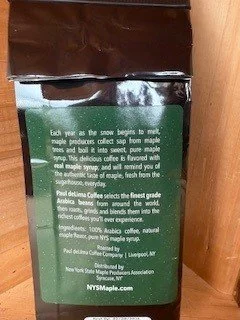 Each year as the snow begins to melt,
maple producers collect sap from maple
trees and boil it into sweet, pure maple
syrup. This delicious coffee is flavored with
real maple syrup, and will remind you of
the authentic taste of maple, fresh from the
sugarhouse, everyday.
Paul deLima Coffee selects the finest grade
Arabica beans from around the world,
then roasts, grinds and blends them into the
richest coffees you'll ever experience.
Ingredients: 100% Arabica coffee, natural
maple flavor, pure NYS maple syrup.
Roasted by
Paul deLima Coffee Company | Liverpool, NY
Distributed by
New York State Maple Producers Association
Syracuse, NY
NYSMaple.com